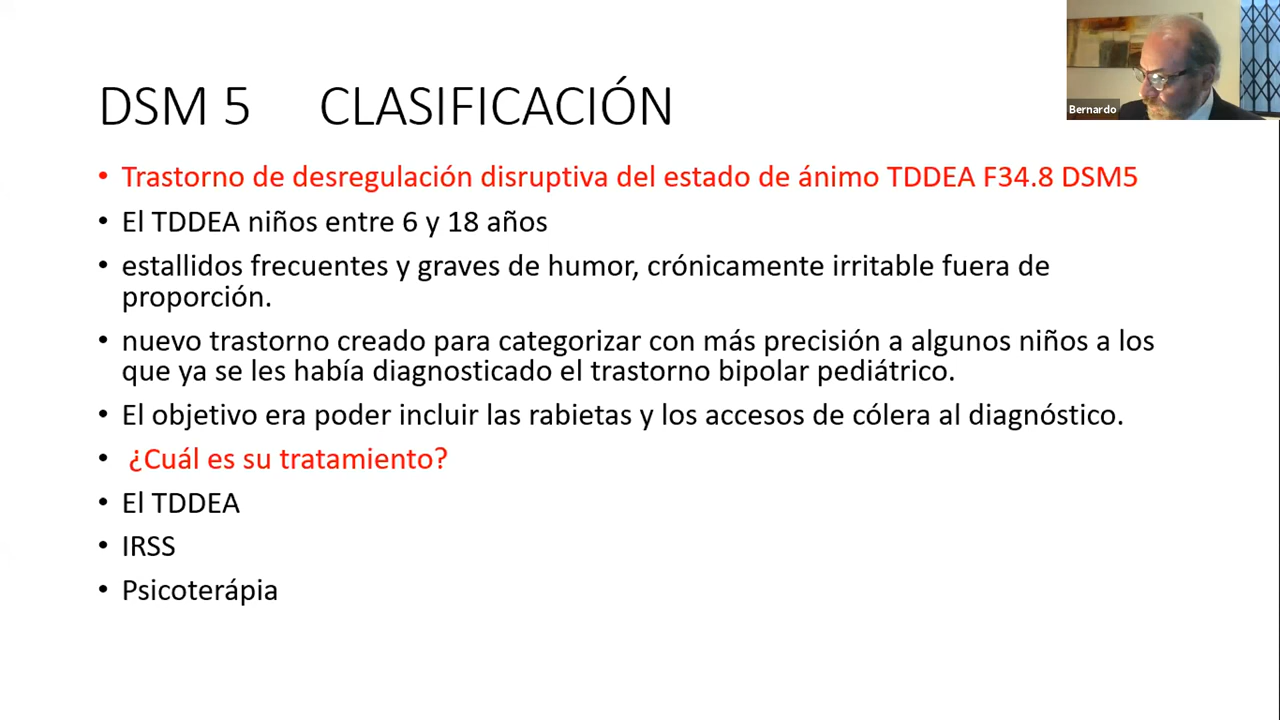 DSM 5 CLASIFICACIÓN
Bernardo
• Trastorno de desregulación disruptiva del estado de ánimo TDDEA F34.8 DSM5
• El TDDEA niños entre 6 y 18 años
• estallidos frecuentes y graves de humor, crónicamente irritable fuera de
proporción.
• nuevo trastorno creado para categorizar con más precisión a algunos niños a los
que ya se les había diagnosticado el trastorno bipolar pediátrico.
• El objetivo era poder incluir las rabietas y los accesos de cólera al diagnóstico.
• ¿Cuál es su tratamiento?
• El TDDEA
• IRSS
• Psicoterápia